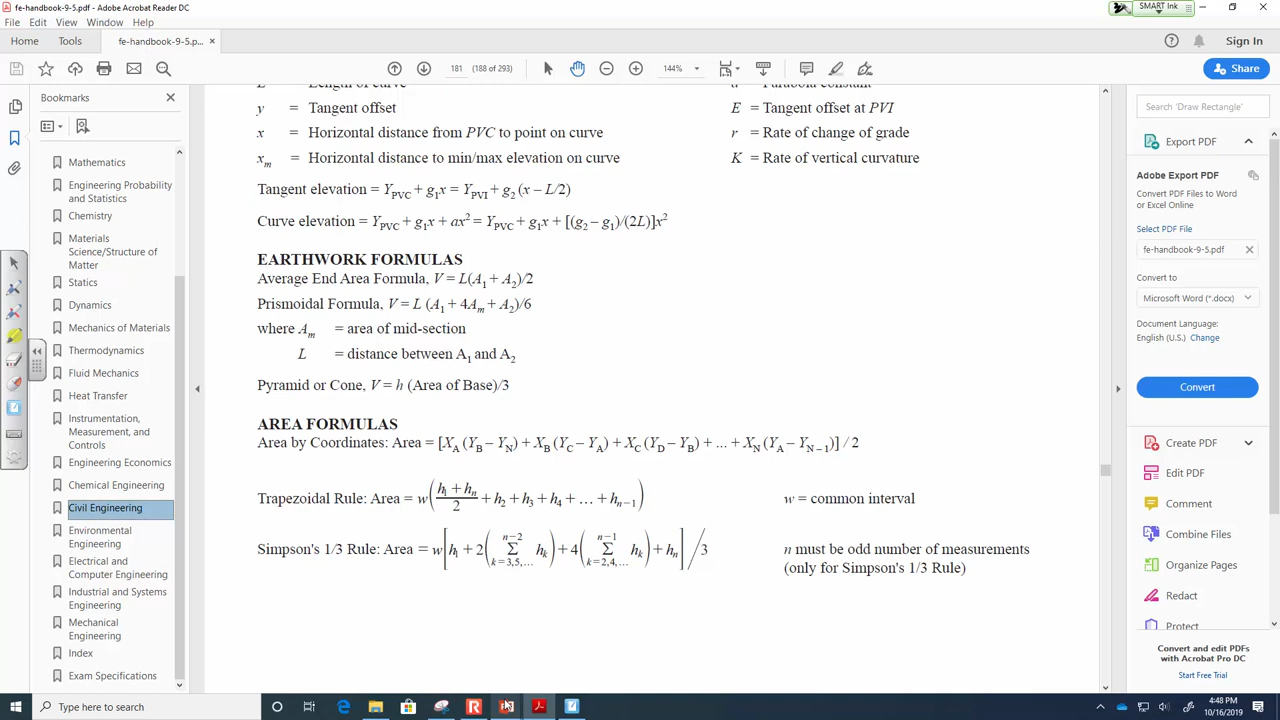 fe-handbook-9-5.pdf - Adobe Acrobat Reader DC
SMART Ink
File Edit View Window Help
Home Tools fe-handbook-9-5.p... × Sign In
181 (188 of 293) 144% Share
Bookmarks
Mathematics
Engineering Probability
and Statistics
Chemistry
Materials
Science/Structure of
Matter
Statics
Dynamics
Mechanics of Materials
Thermodynamics
Fluid Mechanics
Heat Transfer
Instrumentation,
Measurement, and
Controls
Engineering Economics
Chemical Engineering
Civil Engineering
Environmental
Engineering
Electrical and
Computer Engineering
Industrial and Systems
Engineering
Mechanical
Engineering
Index
Exam Specifications
L = Length of curve a = Parabola constant
y = Tangent offset E = Tangent offset at PVI
x = Horizontal distance from PVC to point on curve r = Rate of change of grade
xm = Horizontal distance to min/max elevation on curve K = Rate of vertical curvature
Tangent elevation = YPVC + g1x = YPVI + g2 (x – L/2)
Curve elevation = YPVC + g1x + ax² = YPVC + g1x + [(g2 – g1)/(2L)]x²
EARTHWORK FORMULAS
Average End Area Formula, V = L(A1 + A2)/2
Prismoidal Formula, V = L (A1 + 4Am + A2)/6
where Am = area of mid-section
L = distance between A1 and A2
Pyramid or Cone, V = h (Area of Base)/3
AREA FORMULAS
Area by Coordinates: Area = [XA (YB – YN) + XB (YC – YA) + XC (YD – YB) + ... + XN (YA – YN–1)] / 2
Trapezoidal Rule: Area = w((h1 + hn)/2 + h2 + h3 + h4 + … + hn–1) w = common interval
Simpson's 1/3 Rule: Area = w[h1 + 2(Σ k=3,5,… n–2 hk) + 4(Σ k=2,4,… n–1 hk) + hn]/3 n must be odd number of measurements
(only for Simpson's 1/3 Rule)
Search 'Draw Rectangle'
Export PDF
Adobe Export PDF
Convert PDF Files to Word
or Excel Online
Select PDF File
fe-handbook-9-5.pdf ×
Convert to
Microsoft Word (*.docx)
Document Language:
English (U.S.) Change
Convert
Create PDF
Edit PDF
Comment
Combine Files
Organize Pages
Redact
Protect
Convert and edit PDFs
with Acrobat Pro DC
Start Free Trial
Type here to search
4:48 PM
10/16/2019